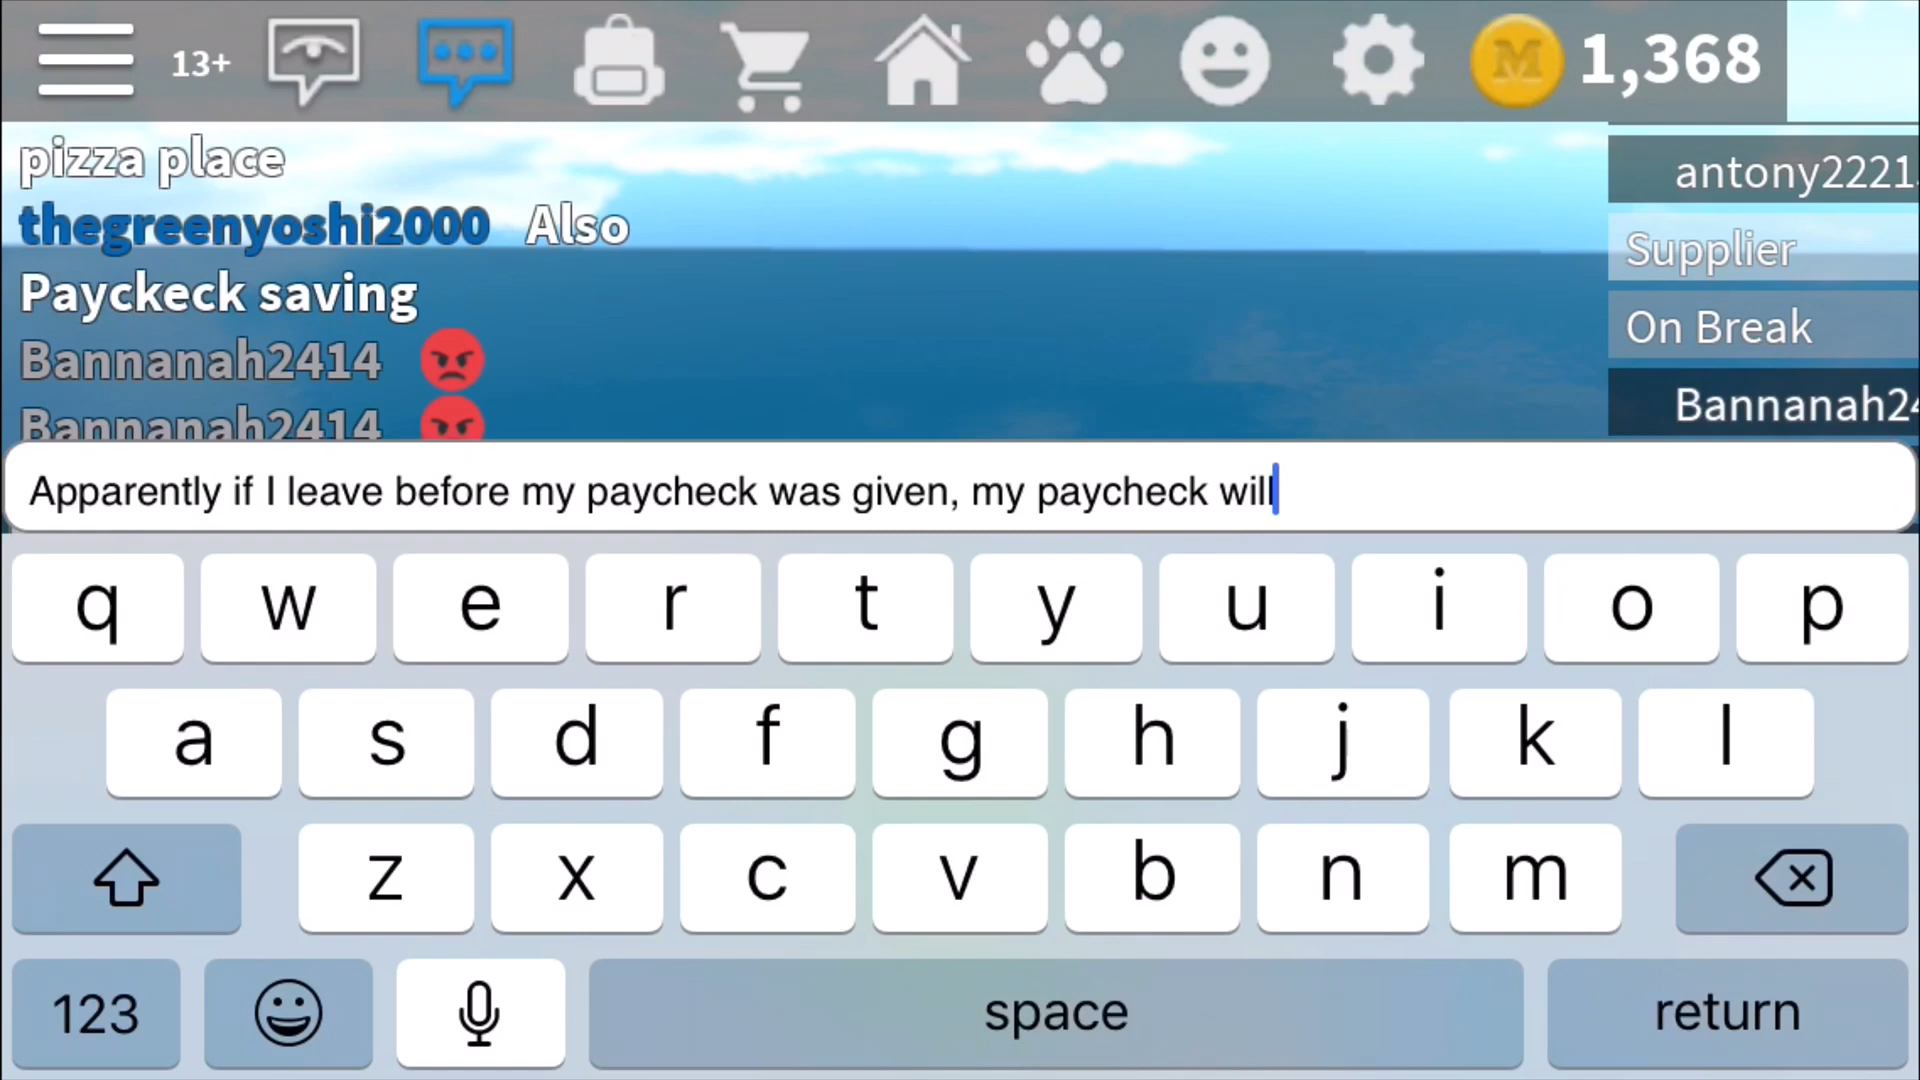 13+
1,368
pizza place
thegreenyoshi2000 Also
Payckeck saving
Bannanah2414
Bannanah2414
antony2221
Supplier
On Break
Bannanah24
Apparently if I leave before my paycheck was given, my paycheck will
q w e r t y u i o p
a s d f g h j k l
z x c v b n m
123 space return